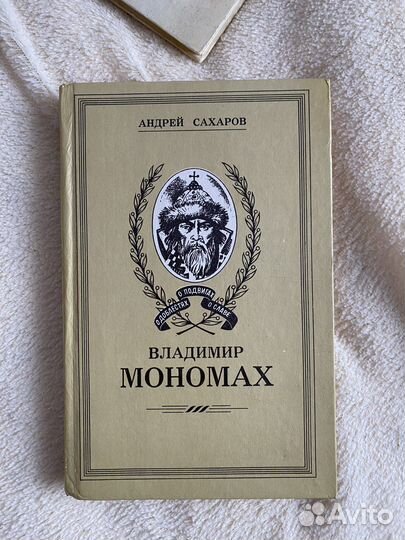 АНДРЕЙ САХАРОВ
О ДОБЛЕСТЯХ
О ПОДВИГАХ
О СЛАВЕ
ВЛАДИМИР
МОНОМАХ
Avito